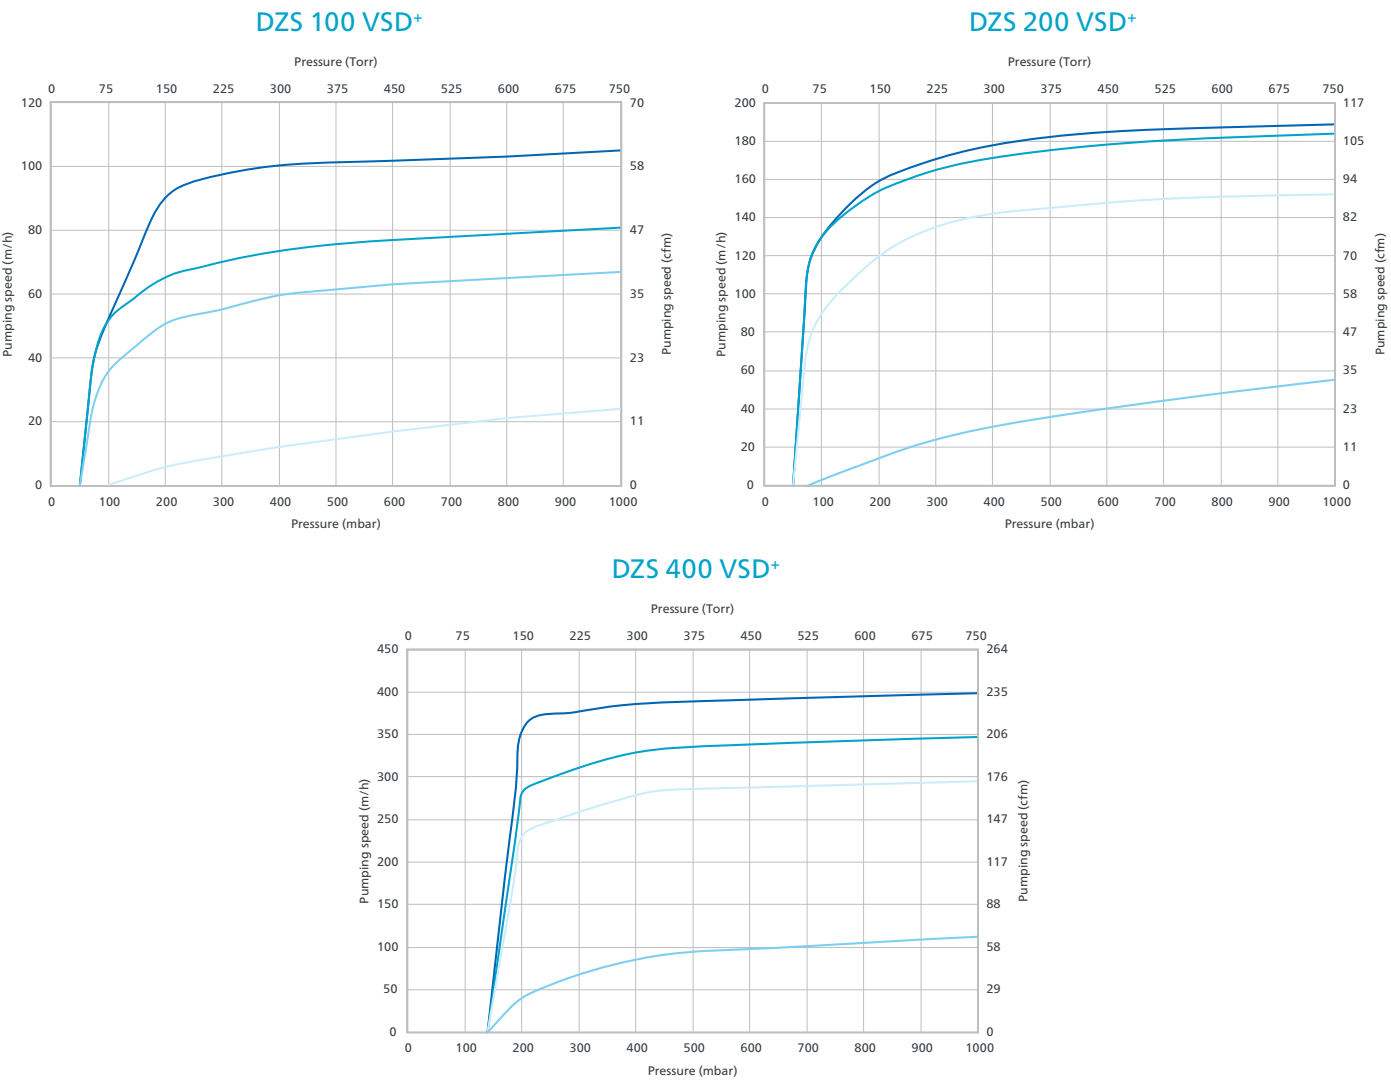 DZS 100 VSD+
Pressure (Torr)
0 75 150 225 300 375 450 525 600 675 750
120 70
100 58
80 47
60 35
40 23
20 11
0 0
Pumping speed (m/h)
Pumping speed (cfm)
0 100 200 300 400 500 600 700 800 900 1000
Pressure (mbar)
DZS 200 VSD+
Pressure (Torr)
0 75 150 225 300 375 450 525 600 675 750
200 117
180 105
160 94
140 82
120 70
100 58
80 47
60 35
40 23
20 11
0 0
Pumping speed (m/h)
Pumping speed (cfm)
0 100 200 300 400 500 600 700 800 900 1000
Pressure (mbar)
DZS 400 VSD+
Pressure (Torr)
0 75 150 225 300 375 450 525 600 675 750
450 264
400 235
350 206
300 176
250 147
200 117
150 88
100 58
50 29
0 0
Pumping speed (m/h)
Pumping speed (cfm)
0 100 200 300 400 500 600 700 800 900 1000
Pressure (mbar)